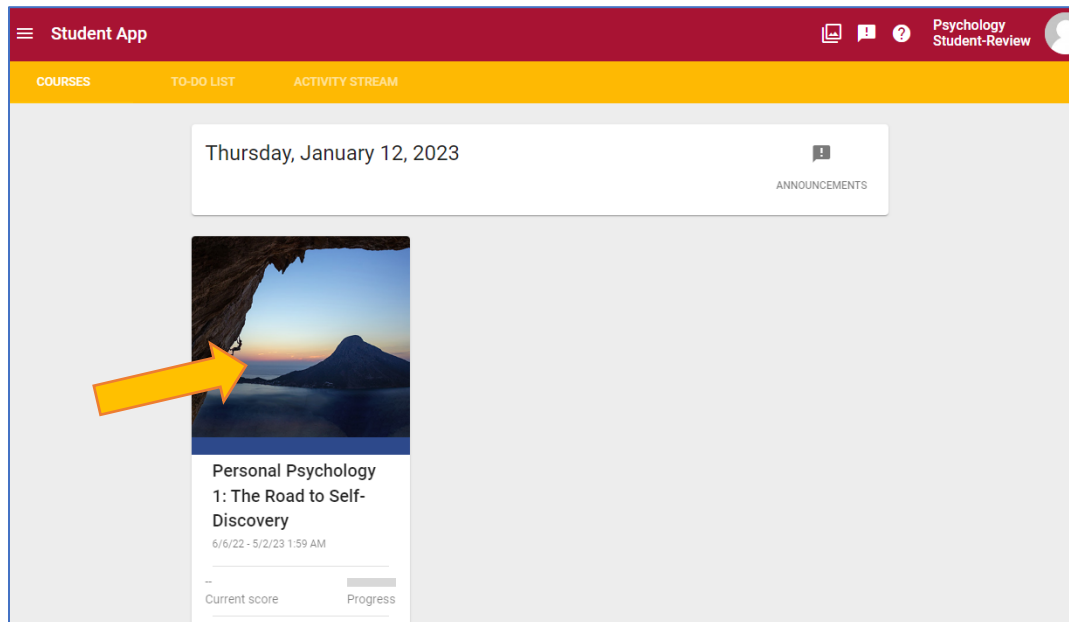 Student App
Psychology
Student-Review
COURSES
TO-DO LIST
ACTIVITY STREAM
Thursday, January 12, 2023
ANNOUNCEMENTS
Personal Psychology
1: The Road to Self-
Discovery
6/6/22 - 5/2/23 1:59 AM
--
Current score
Progress